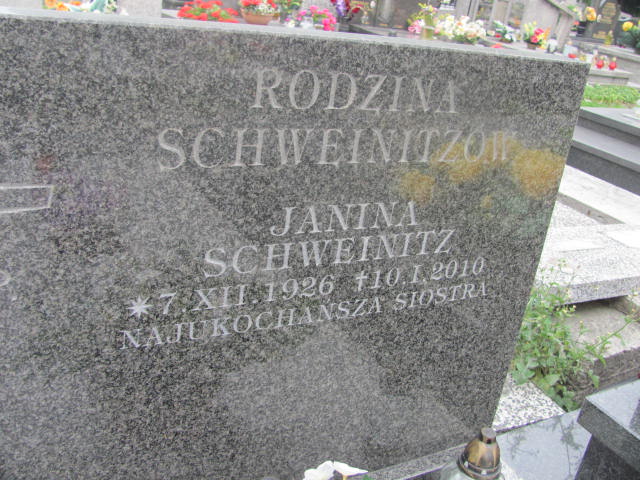 RODZINA
SCHWEINITZÓW
JANINA
SCHWEINITZ
* 7.XII.1926 †10.I.2010
NAJUKOCHAŃSZA SIOSTRA